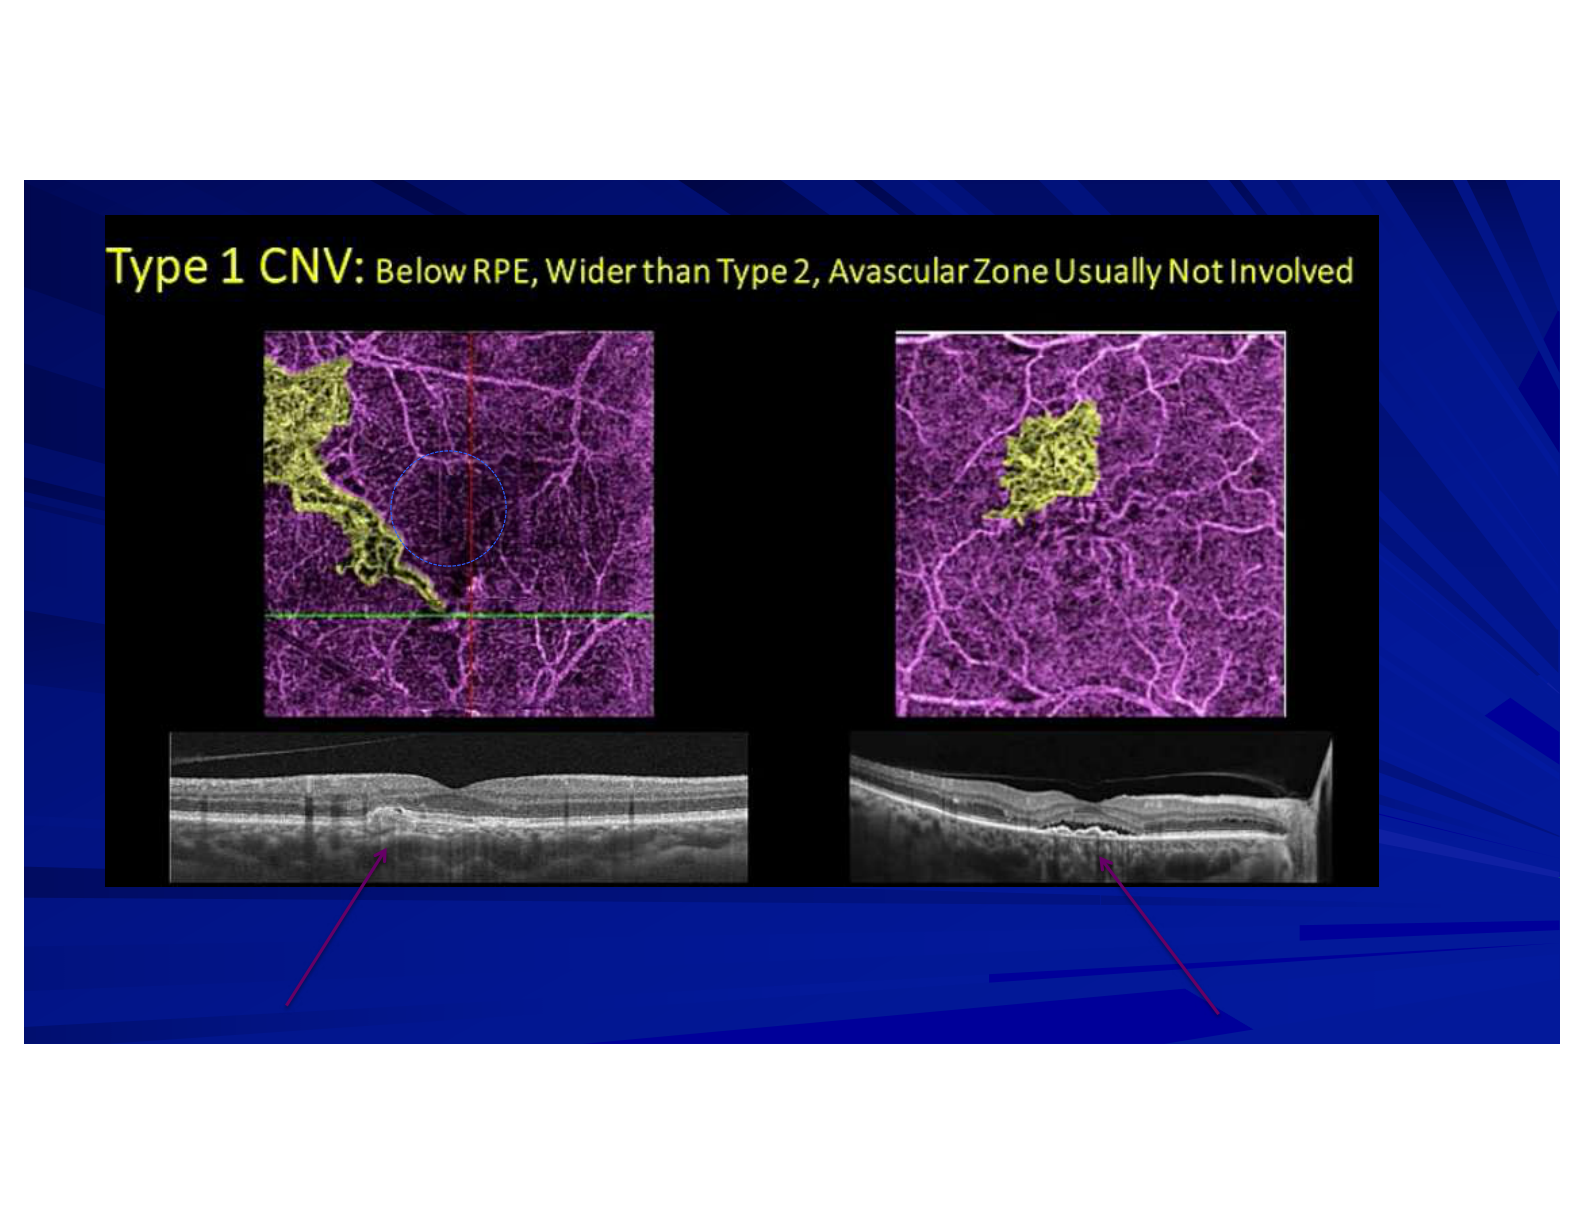 Type 1 CNV: Below RPE, Wider than Type 2, Avascular Zone Usually Not Involved